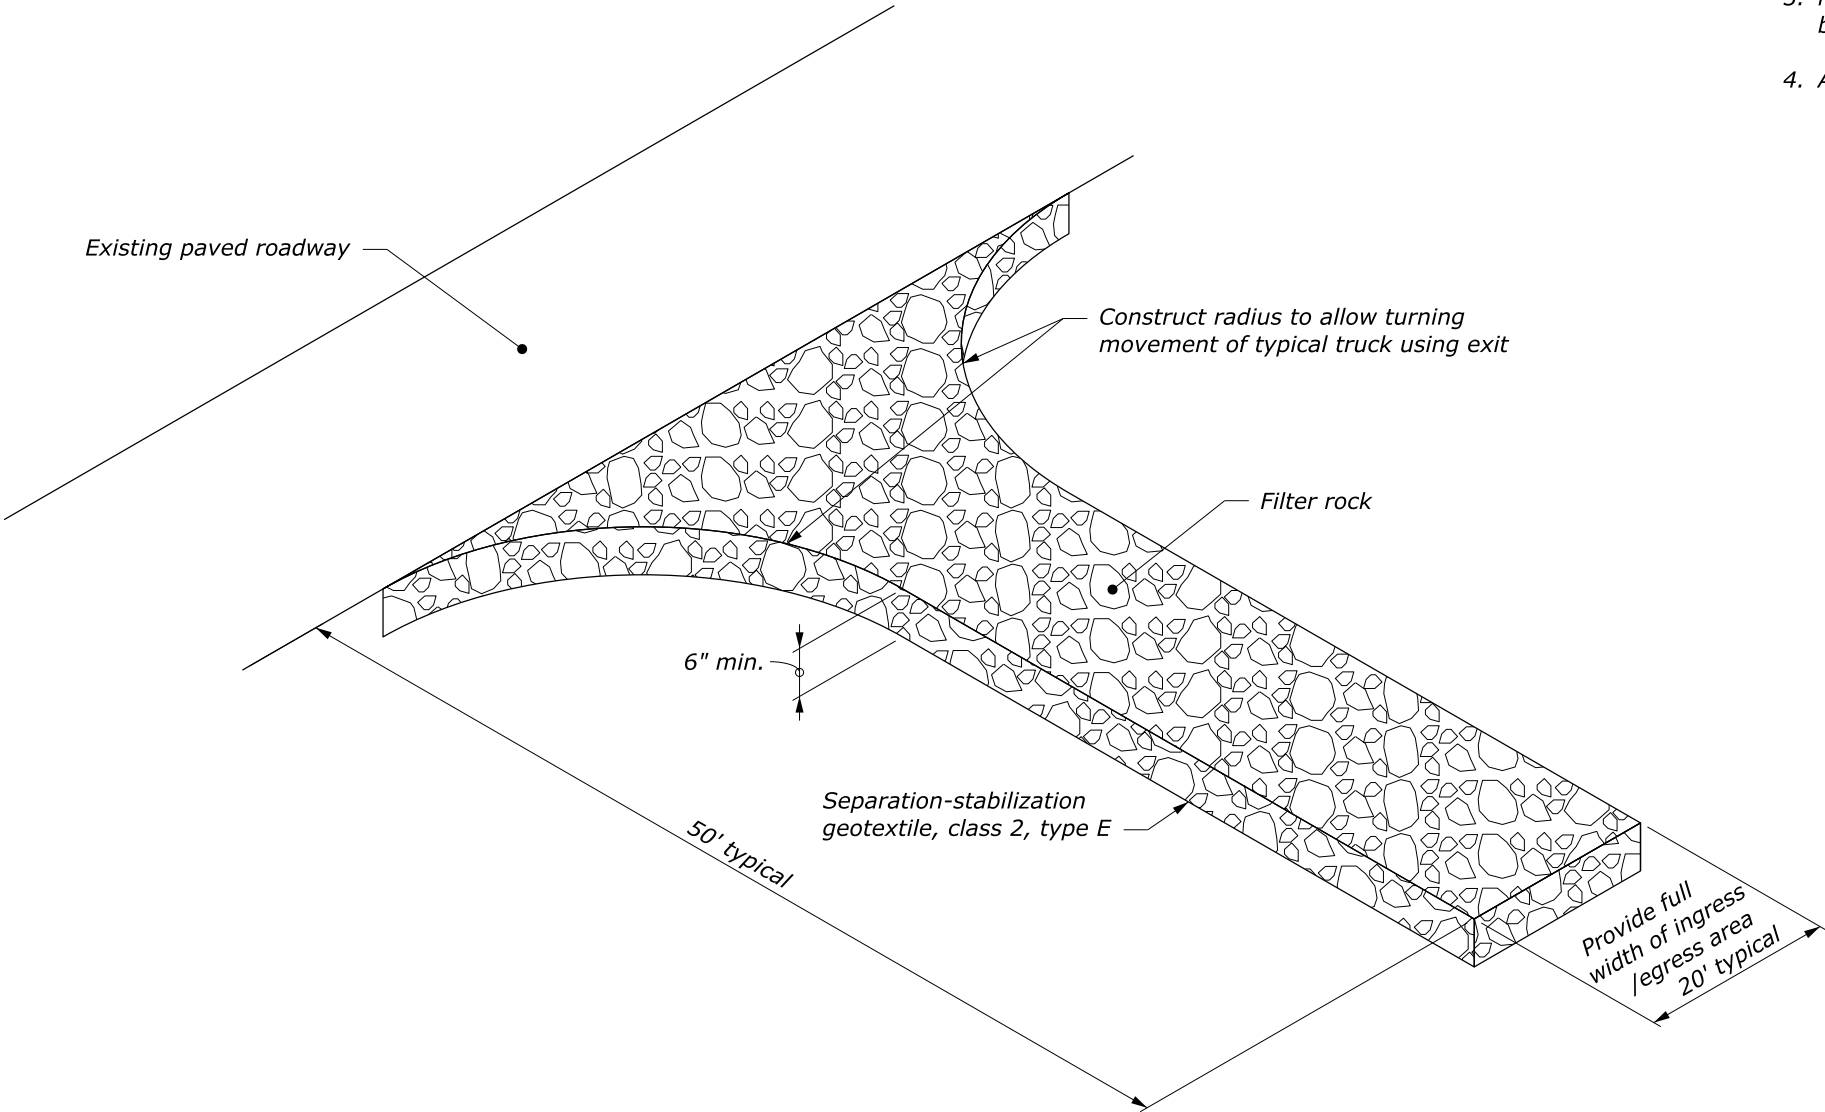 4.
Existing paved roadway
Construct radius to allow turning
movement of typical truck using exit
Filter rock
6" min.
Separation-stabilization
geotextile, class 2, type E
50' typical
Provide full
width of ingress
/egress area
20' typical